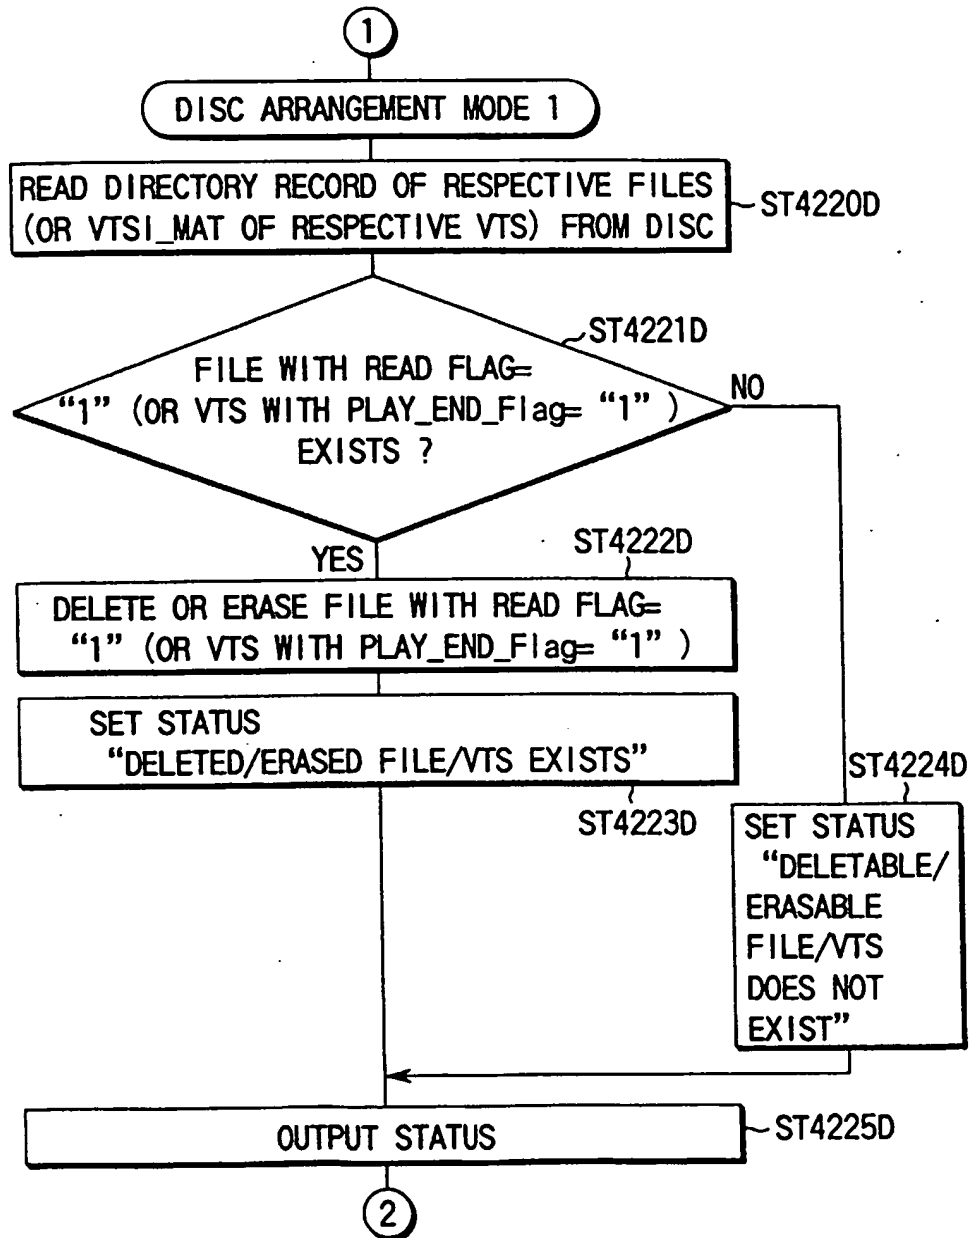 1
DISC ARRANGEMENT MODE 1
READ DIRECTORY RECORD OF RESPECTIVE FILES
(OR VTSI_MAT OF RESPECTIVE VTS) FROM DISC
ST4220D
ST4221D
FILE WITH READ FLAG=
“1” (OR VTS WITH PLAY_END_Flag= “1” )
EXISTS ?
NO
YES
ST4222D
DELETE OR ERASE FILE WITH READ FLAG=
“1” (OR VTS WITH PLAY_END_Flag= “1” )
SET STATUS
“DELETED/ERASED FILE/VTS EXISTS”
ST4223D
ST4224D
SET STATUS
“DELETABLE/
ERASABLE
FILE/VTS
DOES NOT
EXIST”
OUTPUT STATUS
ST4225D
2